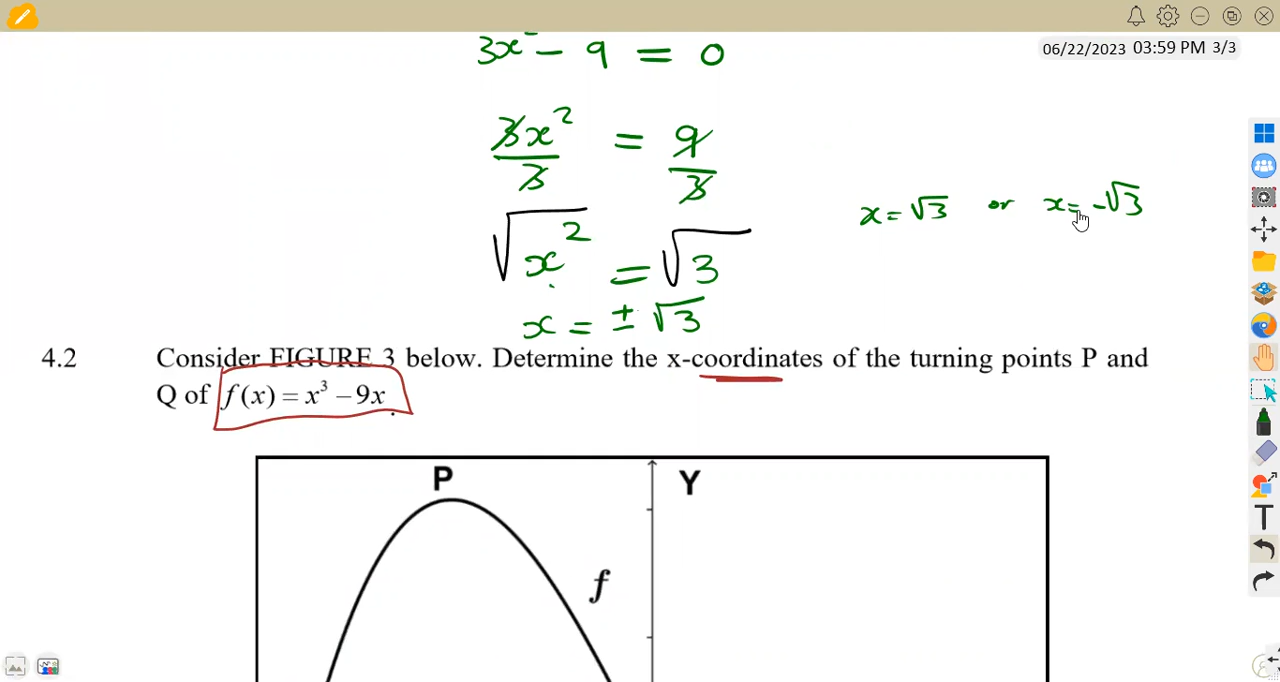 06/22/2023 03:59 PM 3/3
3x² - 9 = 0
3x²/3 = 9/3
√x² = √3
x = ± √3
x = √3 or x = -√3
4.2 Consider FIGURE 3 below. Determine the x-coordinates of the turning points P and
Q of f(x) = x³ − 9x
P
Y
f
T